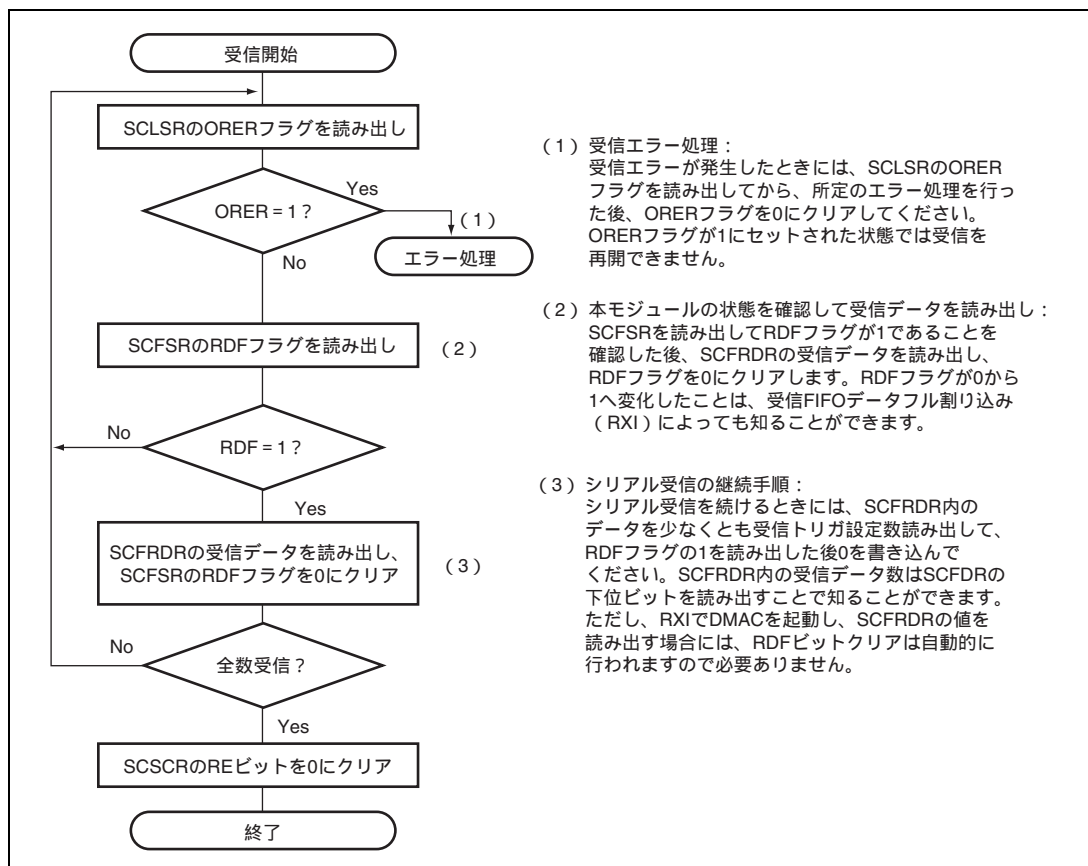 受信開始
SCLSRのORERフラグを読み出し
ORER = 1？
Yes
（1）
エラー処理
No
SCFSRのRDFフラグを読み出し
（2）
RDF = 1？
No
Yes
SCFRDRの受信データを読み出し、
SCFSRのRDFフラグを0にクリア
（3）
全数受信？
No
Yes
SCSCRのREビットを0にクリア
終了
（1）受信エラー処理：
受信エラーが発生したときには、SCLSRのORER
フラグを読み出してから、所定のエラー処理を行っ
た後、ORERフラグを0にクリアしてください。
ORERフラグが1にセットされた状態では受信を
再開できません。
（2）本モジュールの状態を確認して受信データを読み出し：
SCFSRを読み出してRDFフラグが1であることを
確認した後、SCFRDRの受信データを読み出し、
RDFフラグを0にクリアします。RDFフラグが0から
1へ変化したことは、受信FIFOデータフル割り込み
（RXI）によっても知ることができます。
（3）シリアル受信の継続手順：
シリアル受信を続けるときには、SCFRDR内の
データを少なくとも受信トリガ設定数読み出して、
RDFフラグの1を読み出した後0を書き込んで
ください。SCFRDR内の受信データ数はSCFDRの
下位ビットを読み出すことで知ることができます。
ただし、RXIでDMACを起動し、SCFRDRの値を
読み出す場合には、RDFビットクリアは自動的に
行われますので必要ありません。